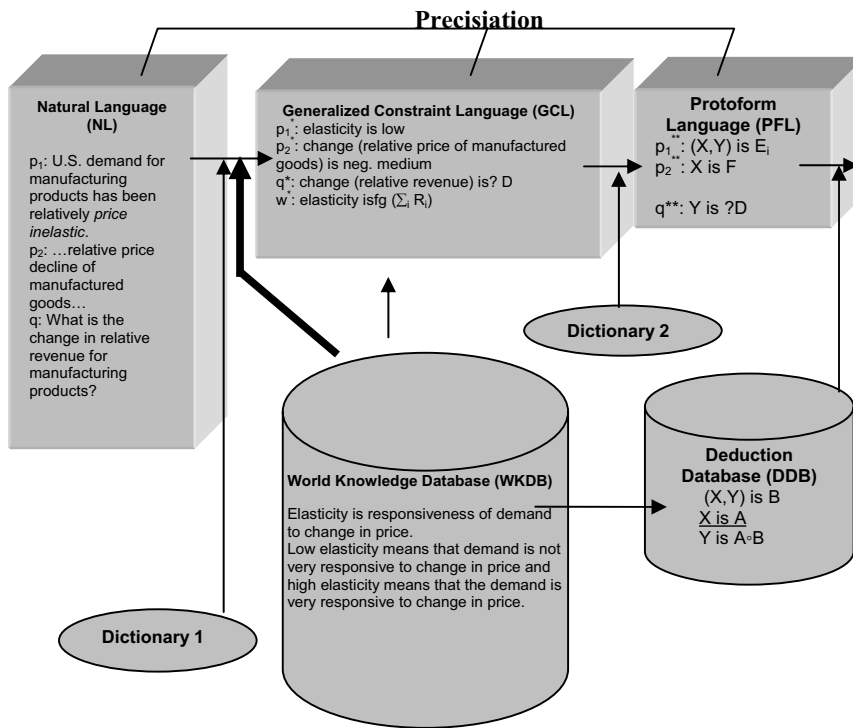 Precisiation
Natural Language
(NL)
p1: U.S. demand for
manufacturing
products has been
relatively price
inelastic.
p2: …relative price
decline of
manufactured
goods…
q: What is the
change in relative
revenue for
manufacturing
products?
Generalized Constraint Language (GCL)
p1*: elasticity is low
p2*: change (relative price of manufactured
goods) is neg. medium
q*: change (relative revenue) is? D
w*: elasticity isfg (∑i Ri)
Protoform
Language (PFL)
p1**: (X,Y) is Ei
p2**: X is F
q**: Y is ?D
Dictionary 2
World Knowledge Database (WKDB)
Elasticity is responsiveness of demand
to change in price.
Low elasticity means that demand is not
very responsive to change in price and
high elasticity means that the demand is
very responsive to change in price.
Deduction
Database (DDB)
(X,Y) is B
X is A
Y is A∘B
Dictionary 1